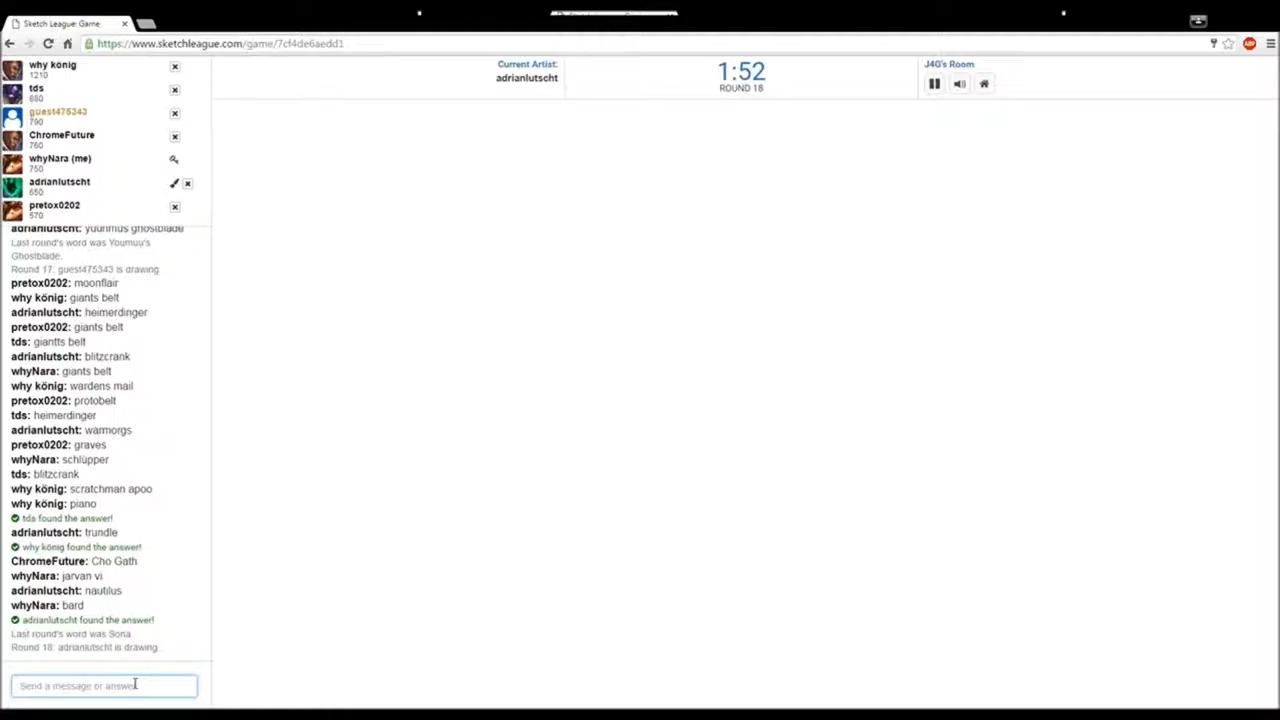 Sketch League: Game
https://www.sketchleague.com/game/7cf4de6aedd1
ABP
why könig
1210
tds
680
guest475343
790
ChromeFuture
760
whyNara (me)
750
adrianlutscht
650
pretox0202
570
Current Artist:
adrianlutscht
1:52
ROUND 18
J4G's Room
adrianlutscht: yuunmus ghostblade
Last round's word was Youmuu's
Ghostblade.
Round 17: guest475343 is drawing
pretox0202: moonflair
why könig: giants belt
adrianlutscht: heimerdinger
pretox0202: giants belt
tds: giantts belt
adrianlutscht: blitzcrank
whyNara: giants belt
why könig: wardens mail
pretox0202: protobelt
tds: heimerdinger
adrianlutscht: warmorgs
pretox0202: graves
whyNara: schlüpper
tds: blitzcrank
why könig: scratchman apoo
why könig: piano
tds found the answer!
adrianlutscht: trundle
why könig found the answer!
ChromeFuture: Cho Gath
whyNara: jarvan vi
adrianlutscht: nautilus
whyNara: bard
adrianlutscht found the answer!
Last round's word was Sona.
Round 18: adrianlutscht is drawing.
Send a message or answer